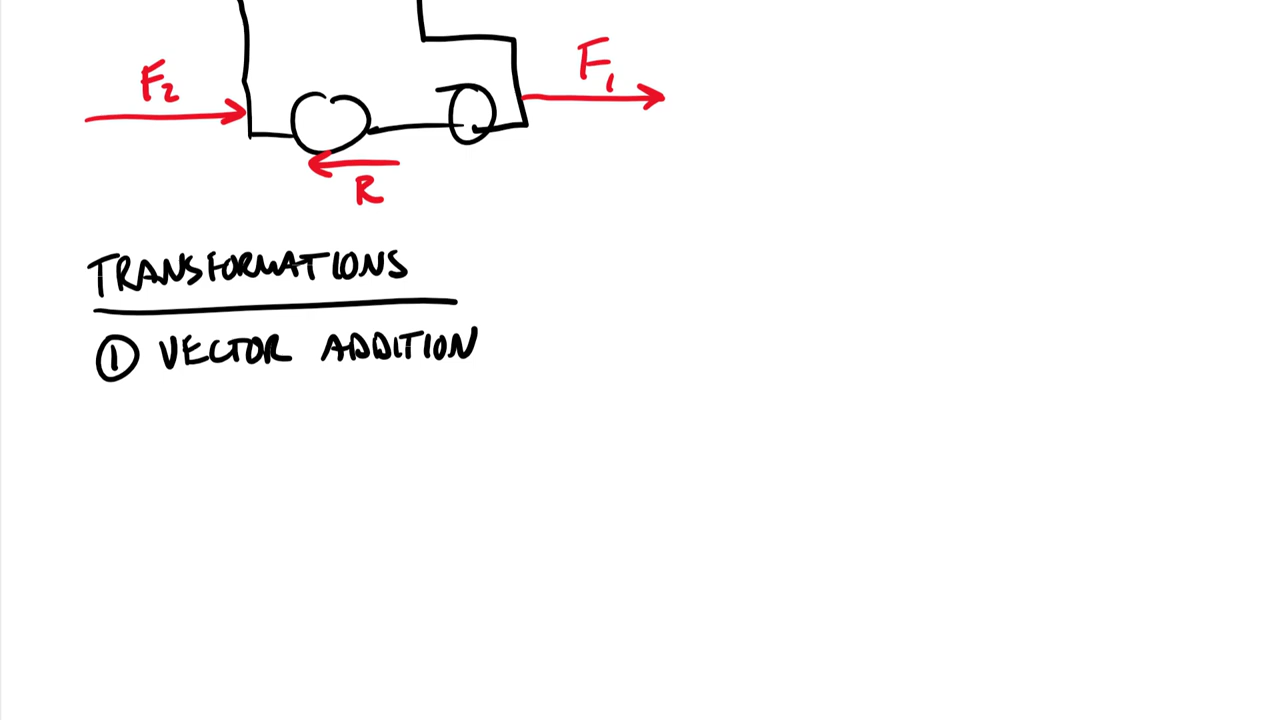 F₁
F₂
R
TRANSFORMATIONS
① VECTOR ADDITION